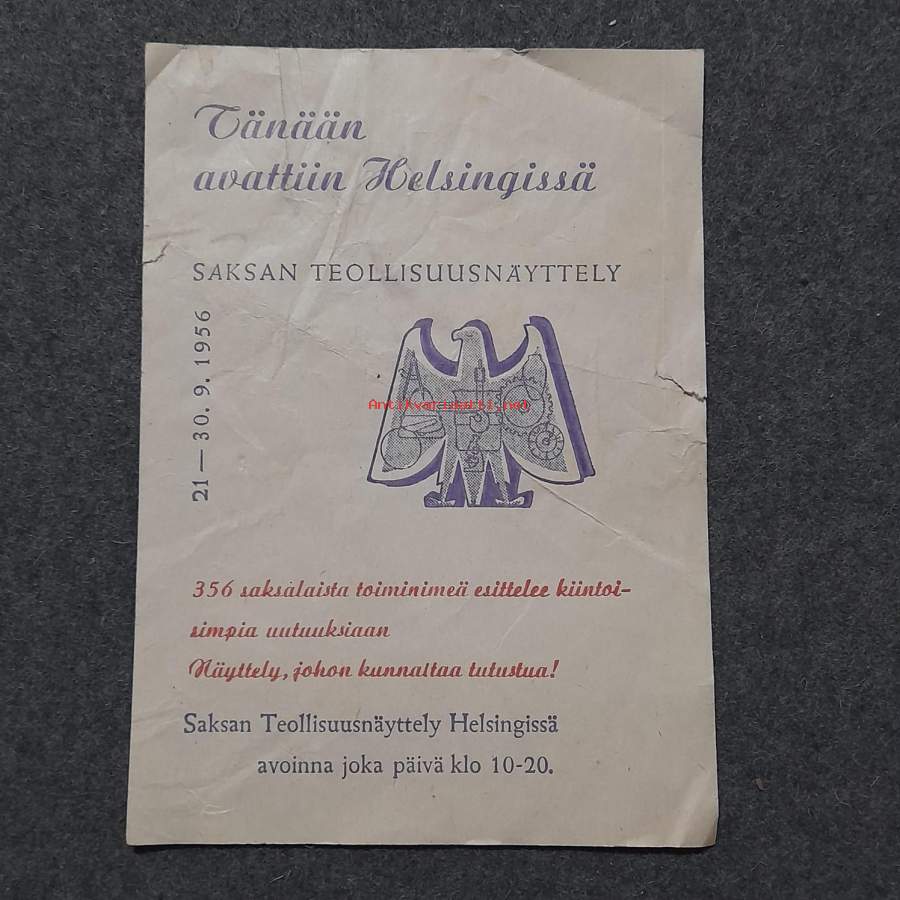 Tänään
avattiin Helsingissä
SAKSAN TEOLLISUUSNÄYTTELY
21—30. 9. 1956
Antikvariaatti.net
356 saksalaista toiminimeä esittelee kiintoi-
simpia uutuuksiaan
Näyttely, johon kunnattaa tutustua!
Saksan Teollisuusnäyttely Helsingissä
avoinna joka päivä klo 10-20.